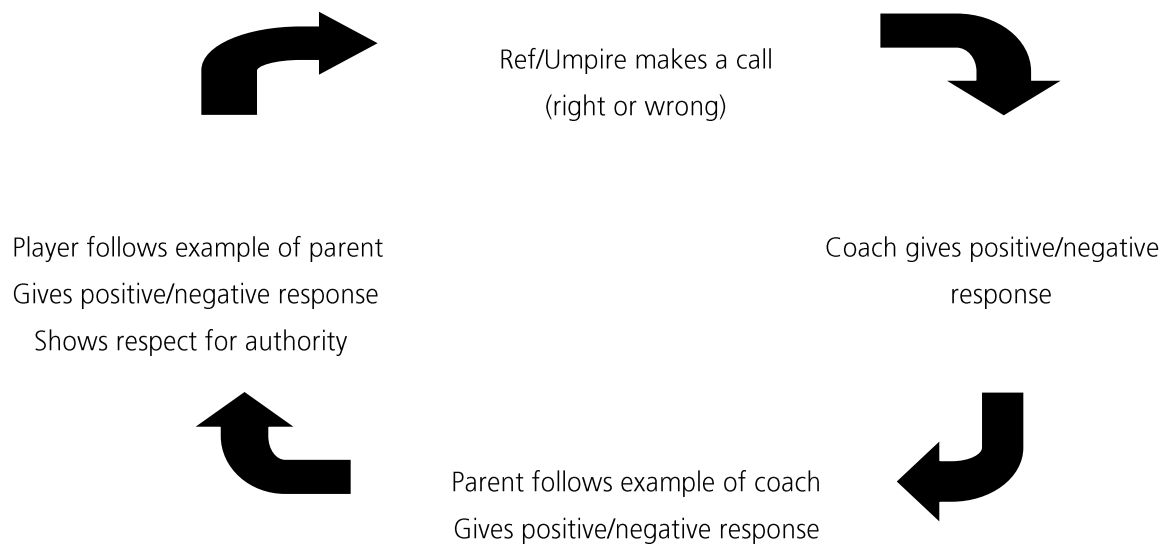 Ref/Umpire makes a call
(right or wrong)
Coach gives positive/negative
response
Parent follows example of coach
Gives positive/negative response
Player follows example of parent
Gives positive/negative response
Shows respect for authority